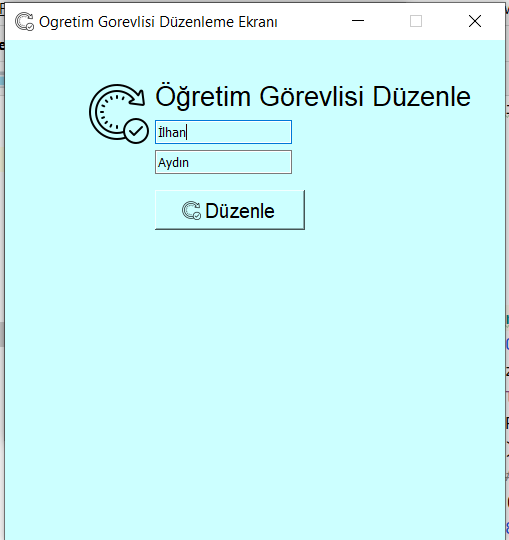 Ogretim Gorevlisi Düzenleme Ekranı
Öğretim Görevlisi Düzenle
İlhan
Aydın
Düzenle